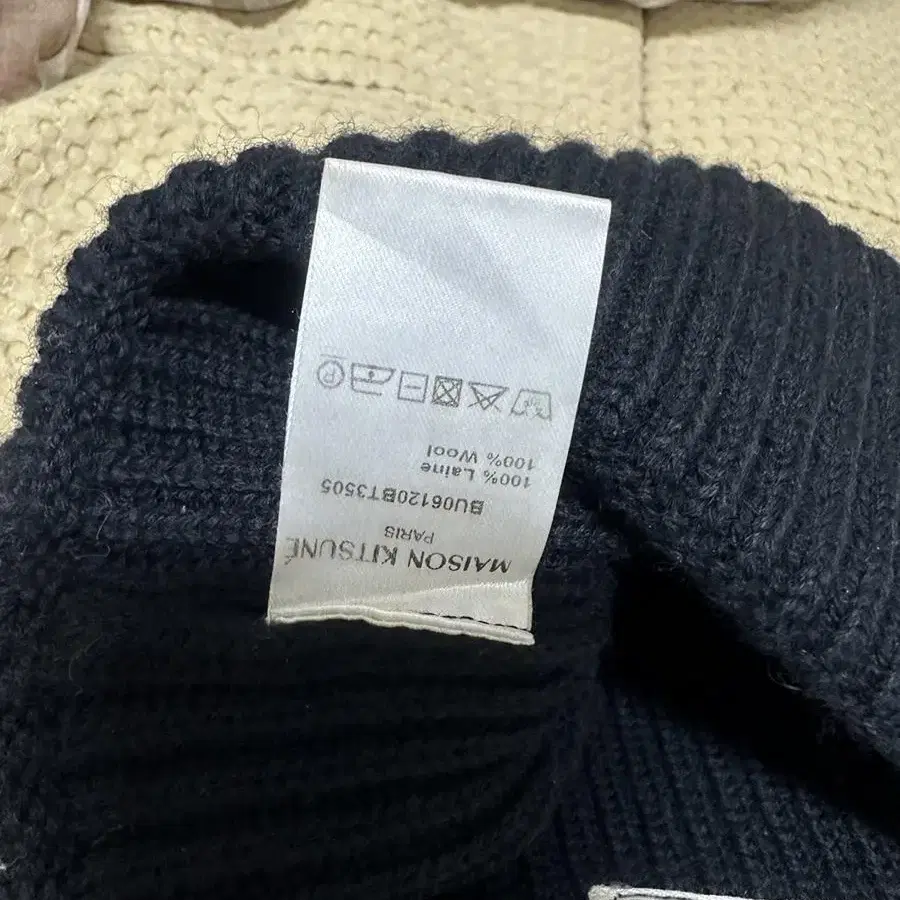 MAISON KITSUNÉ
PARIS
BU06120BT3505
100% Laine
100% Wool
P